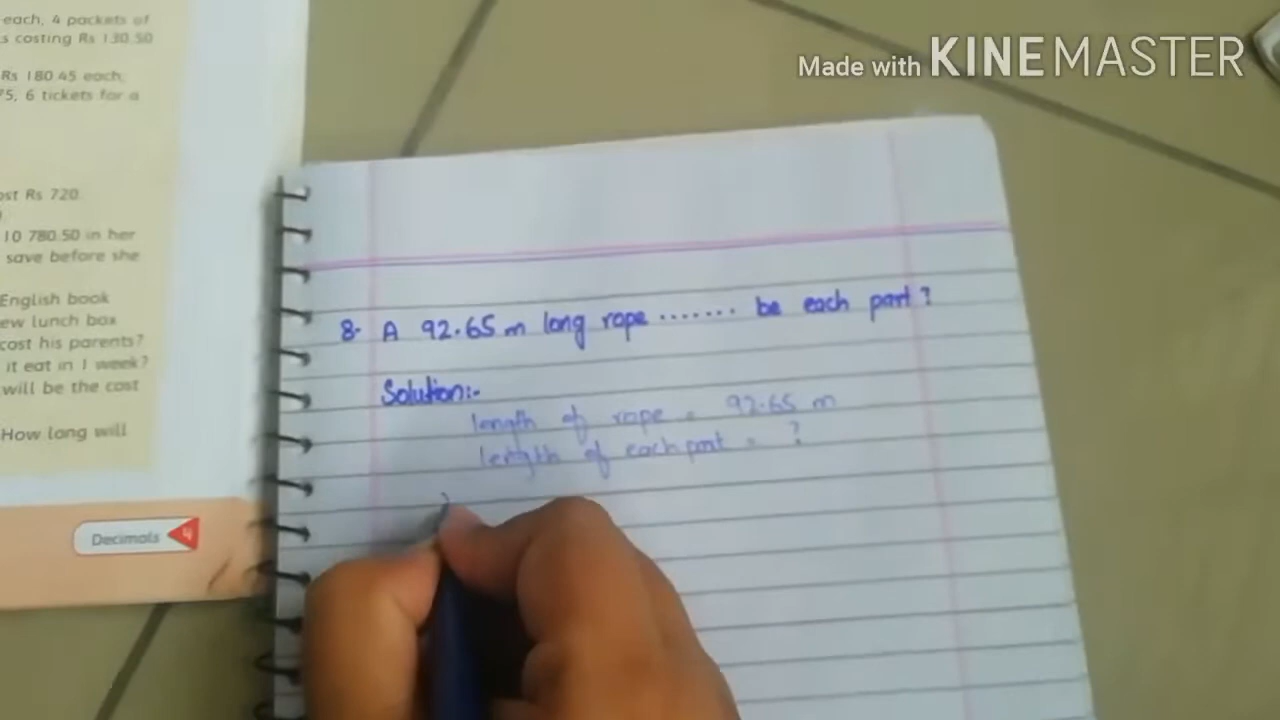 each, 4 packets of
s costing Rs 130.50
Rs 180.45 each,
75, 6 tickets for a
ost Rs 720.
10 780.50 in her
save before she
English book
ew lunch box
cost his parents?
it eat in 1 week?
will be the cost
How long will
Decimals 4
Made with KINEMASTER
8. A 92.65 m long rope ....... be each part?
Solution:-
length of rope = 92.65 m
length of each part = ?